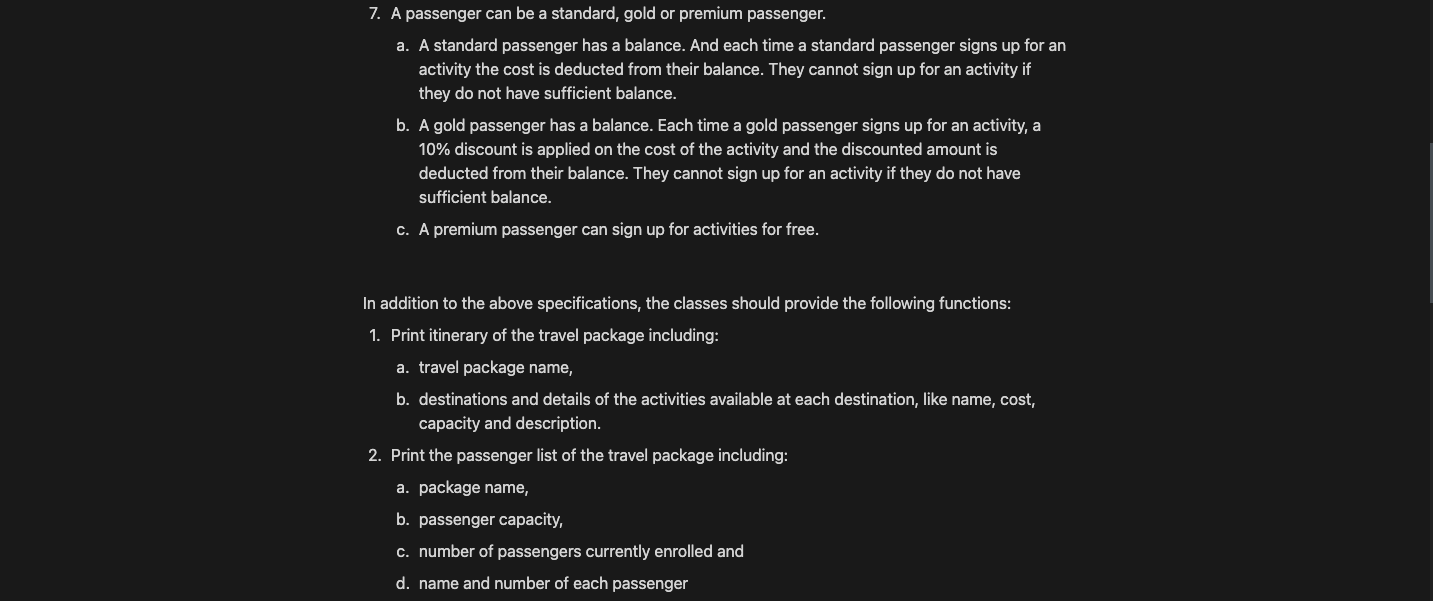 7. A passenger can be a standard, gold or premium passenger.
a. A standard passenger has a balance. And each time a standard passenger signs up for an
activity the cost is deducted from their balance. They cannot sign up for an activity if
they do not have sufficient balance.
b. A gold passenger has a balance. Each time a gold passenger signs up for an activity, a
10% discount is applied on the cost of the activity and the discounted amount is
deducted from their balance. They cannot sign up for an activity if they do not have
sufficient balance.
c. A premium passenger can sign up for activities for free.
In addition to the above specifications, the classes should provide the following functions:
1. Print itinerary of the travel package including:
a. travel package name,
b. destinations and details of the activities available at each destination, like name, cost,
capacity and description.
2. Print the passenger list of the travel package including:
a. package name,
b. passenger capacity,
c. number of passengers currently enrolled and
d. name and number of each passenger